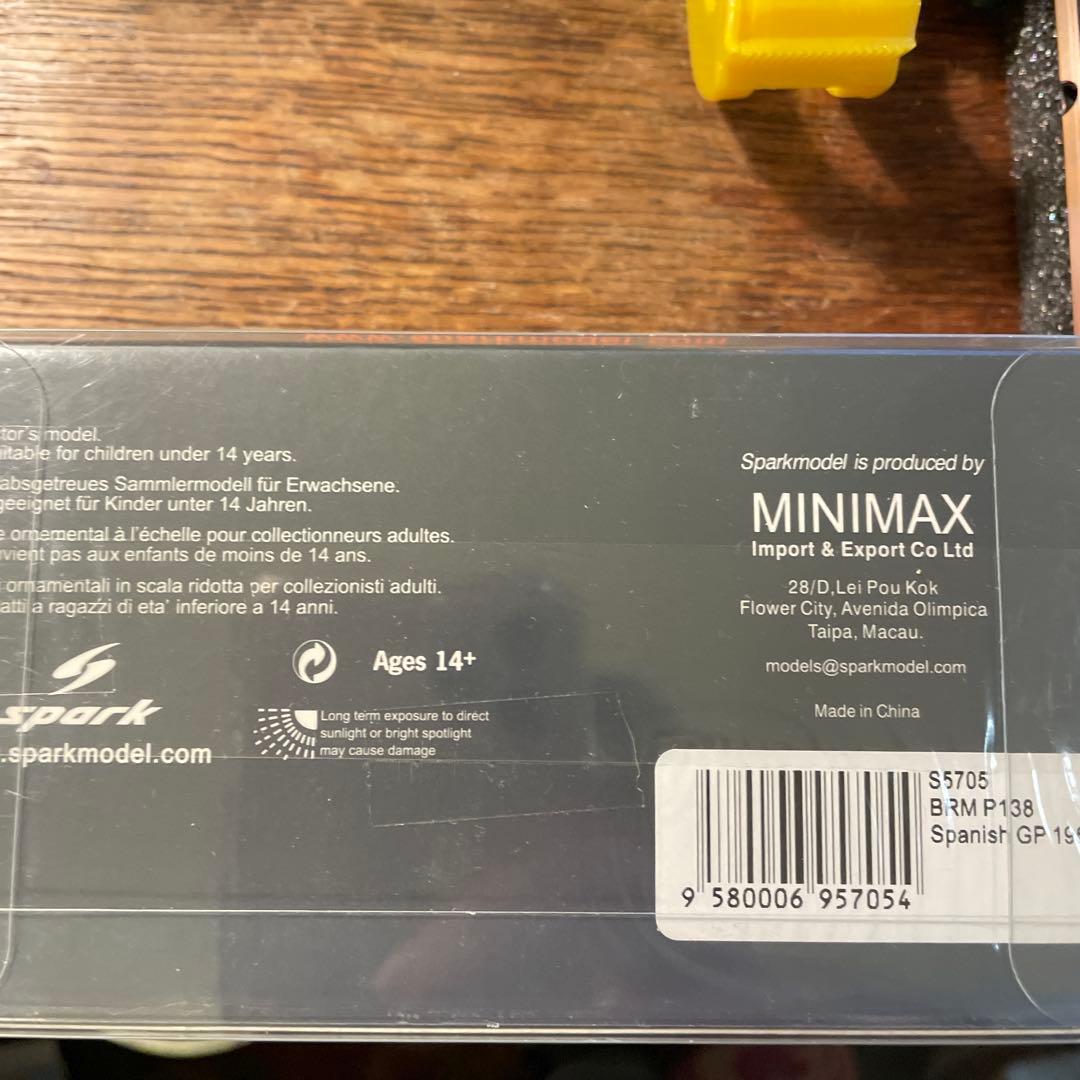 tor's model.
itable for children under 14 years.
absgetreues Sammlermodell für Erwachsene.
geeignet für Kinder unter 14 Jahren.
e ornemental à l'échelle pour collectionneurs adultes.
vient pas aux enfants de moins de 14 ans.
i ornamentali in scala ridotta per collezionisti adulti.
atti a ragazzi di eta' inferiore a 14 anni.
Ages 14+
spark
.sparkmodel.com
Long term exposure to direct
sunlight or bright spotlight
may cause damage
Sparkmodel is produced by
MINIMAX
Import & Export Co Ltd
28/D,Lei Pou Kok
Flower City, Avenida Olimpica
Taipa, Macau.
models@sparkmodel.com
Made in China
S5705
BRM P138
Spanish GP 19
9 580006 957054